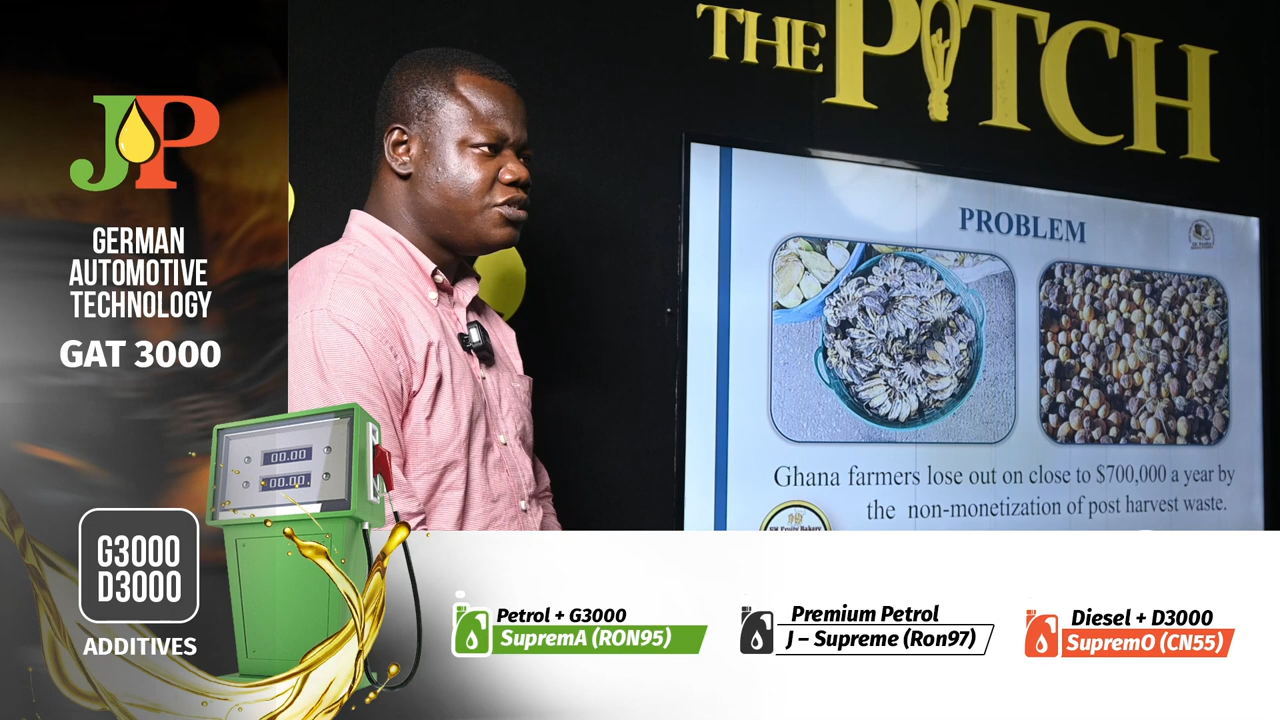 JP
GERMAN
AUTOMOTIVE
TECHNOLOGY
GAT 3000
G3000
D3000
ADDITIVES
00.00
00.00.
THE PITCH
PROBLEM
Ghana farmers lose out on close to $700,000 a year by
the non-monetization of post harvest waste.
Petrol + G3000
SupremA (RON95)
Premium Petrol
J – Supreme (Ron97)
Diesel + D3000
SupremO (CN55)